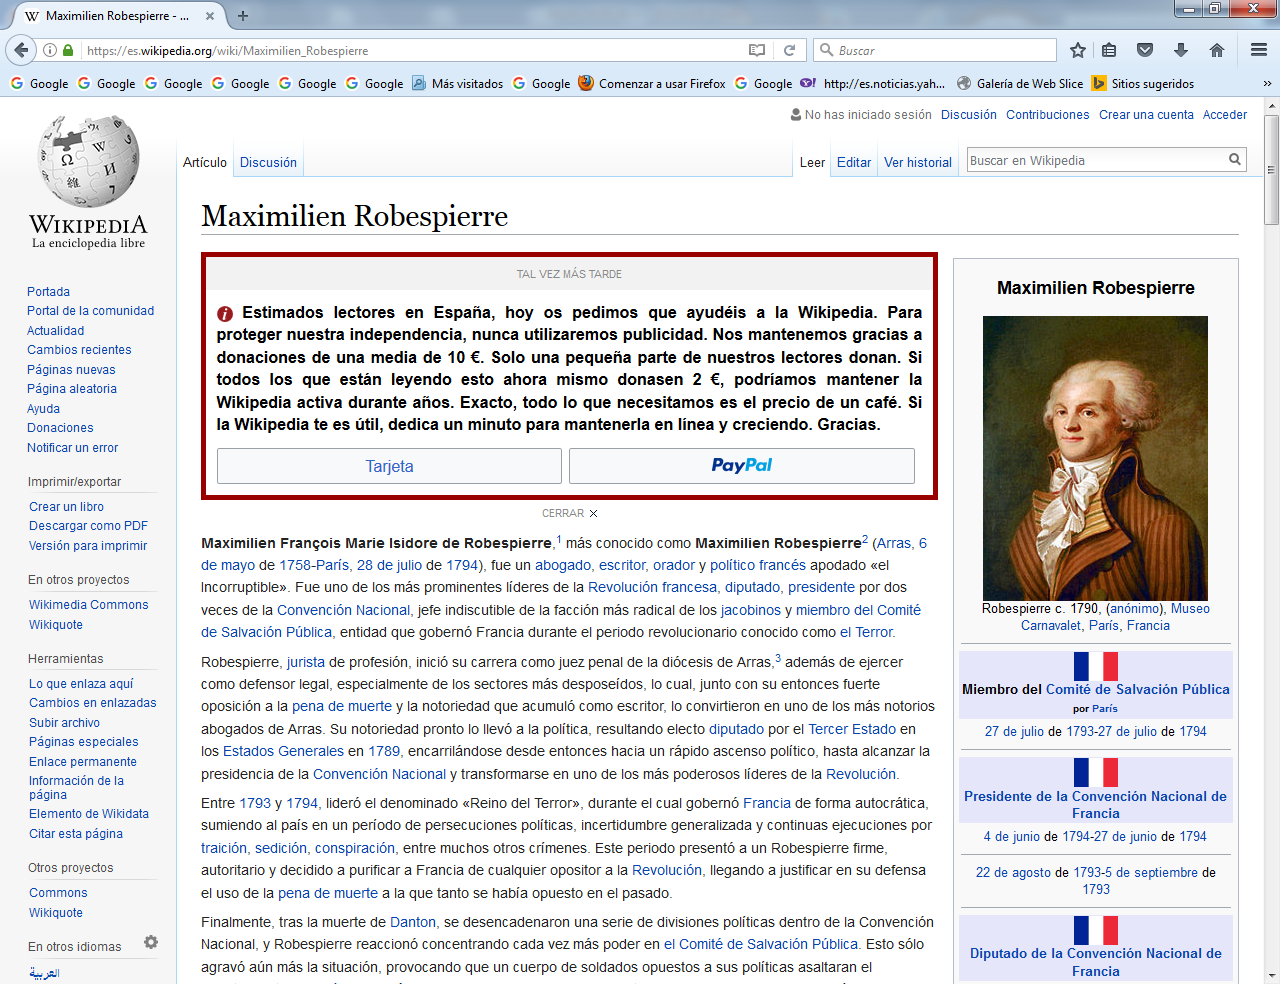 Maximilien Robespierre - ...
https://es.wikipedia.org/wiki/Maximilien_Robespierre
Buscar
Google
Google
Google
Google
Google
Google
Más visitados
Google
Comenzar a usar Firefox
Google
http://es.noticias.yah...
Galería de Web Slice
Sitios sugeridos
No ha iniciado sesión Discusión Contribuciones Crear una cuenta Acceder
Artículo Discusión
Leer Editar Ver historial
Buscar en Wikipedia
WIKIPEDIA
La enciclopedia libre
Portada
Portal de la comunidad
Actualidad
Cambios recientes
Páginas nuevas
Página aleatoria
Ayuda
Donaciones
Notificar un error
Imprimir/exportar
Crear un libro
Descargar como PDF
Versión para imprimir
En otros proyectos
Wikimedia Commons
Wikiquote
Herramientas
Lo que enlaza aquí
Cambios en enlazadas
Subir archivo
Páginas especiales
Enlace permanente
Información de la
página
Elemento de Wikidata
Citar esta página
Otros proyectos
Commons
Wikiquote
En otros idiomas
العربية
Maximilien Robespierre
TAL VEZ MÁS TARDE
Estimados lectores en España, hoy os pedimos que ayudéis a la Wikipedia. Para
proteger nuestra independencia, nunca utilizaremos publicidad. Nos mantenemos gracias a
donaciones de una media de 10 €. Solo una pequeña parte de nuestros lectores donan. Si
todos los que están leyendo esto ahora mismo donasen 2 €, podríamos mantener la
Wikipedia activa durante años. Exacto, todo lo que necesitamos es el precio de un café. Si
la Wikipedia te es útil, dedica un minuto para mantenerla en línea y creciendo. Gracias.
Tarjeta
PayPal
CERRAR
Maximilien François Marie Isidore de Robespierre,1 más conocido como Maximilien Robespierre2 (Arras, 6
de mayo de 1758-París, 28 de julio de 1794), fue un abogado, escritor, orador y político francés apodado «el
Incorruptible». Fue uno de los más prominentes líderes de la Revolución francesa, diputado, presidente por dos
veces de la Convención Nacional, jefe indiscutible de la facción más radical de los jacobinos y miembro del Comité
de Salvación Pública, entidad que gobernó Francia durante el periodo revolucionario conocido como el Terror.
Robespierre, jurista de profesión, inició su carrera como juez penal de la diócesis de Arras,3 además de ejercer
como defensor legal, especialmente de los sectores más desposeídos, lo cual, junto con su entonces fuerte
oposición a la pena de muerte y la notoriedad que acumuló como escritor, lo convirtieron en uno de los más notorios
abogados de Arras. Su notoriedad pronto lo llevó a la política, resultando electo diputado por el Tercer Estado en
los Estados Generales en 1789, encarrilándose desde entonces hacia un rápido ascenso político, hasta alcanzar la
presidencia de la Convención Nacional y transformarse en uno de los más poderosos líderes de la Revolución.
Entre 1793 y 1794, lideró el denominado «Reino del Terror», durante el cual gobernó Francia de forma autocrática,
sumiendo al país en un período de persecuciones políticas, incertidumbre generalizada y continuas ejecuciones por
traición, sedición, conspiración, entre muchos otros crímenes. Este periodo presentó a un Robespierre firme,
autoritario y decidido a purificar a Francia de cualquier opositor a la Revolución, llegando a justificar en su defensa
el uso de la pena de muerte a la que tanto se había opuesto en el pasado.
Finalmente, tras la muerte de Danton, se desencadenaron una serie de divisiones políticas dentro de la Convención
Nacional, y Robespierre reaccionó concentrando cada vez más poder en el Comité de Salvación Pública. Esto sólo
agravó aún más la situación, provocando que un cuerpo de soldados opuestos a sus políticas asaltaran el
Maximilien Robespierre
Robespierre c. 1790, (anónimo), Museo
Carnavalet, París, Francia
Miembro del Comité de Salvación Pública
por París
27 de julio de 1793-27 de julio de 1794
Presidente de la Convención Nacional de
Francia
4 de junio de 1794-27 de junio de 1794
22 de agosto de 1793-5 de septiembre de
1793
Diputado de la Convención Nacional de
Francia